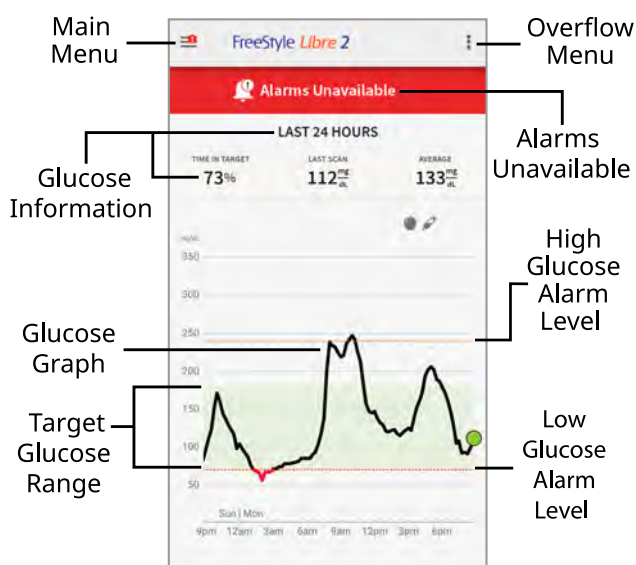 Main
Menu
FreeStyle Libre 2
Overflow
Menu
Alarms Unavailable
LAST 24 HOURS
Alarms
Unavailable
TIME IN TARGET
LAST SCAN
AVERAGE
73%
112 mg/dL
133 mg/dL
Glucose
Information
mg/dL
350
300
250
200
150
100
50
High
Glucose
Alarm
Level
Glucose
Graph
Target
Glucose
Range
Low
Glucose
Alarm
Level
Sun | Mon
9pm 12am 3am 6am 9am 12pm 3pm 6pm